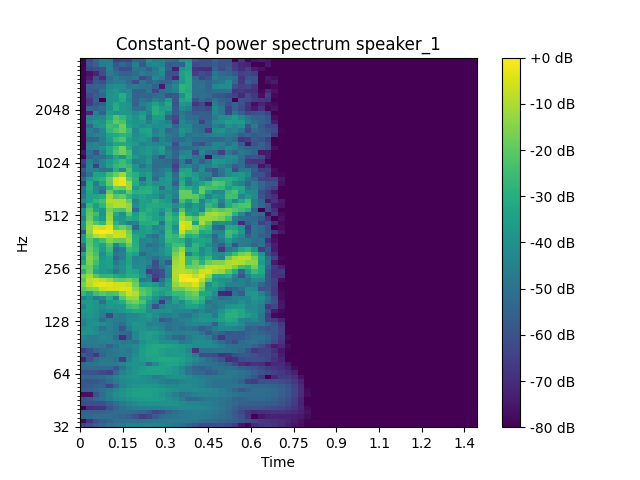 Constant-Q power spectrum speaker_1
Hz
2048
1024
512
256
128
64
32
0 0.15 0.3 0.45 0.6 0.75 0.9 1.1 1.2 1.4
Time
+0 dB
-10 dB
-20 dB
-30 dB
-40 dB
-50 dB
-60 dB
-70 dB
-80 dB